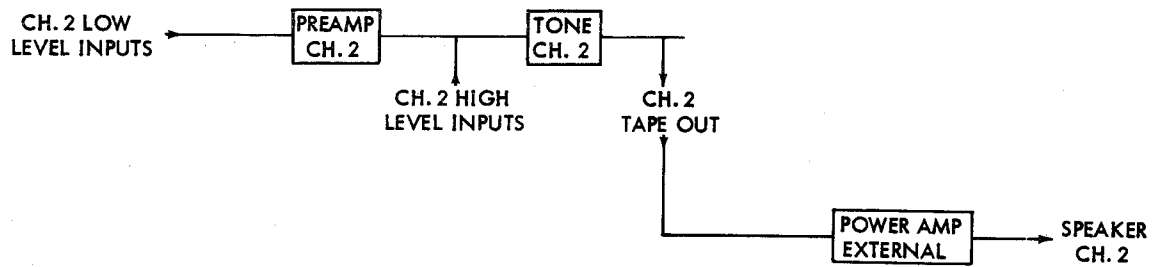 CH. 2 LOW
LEVEL INPUTS
PREAMP
CH. 2
CH. 2 HIGH
LEVEL INPUTS
TONE
CH. 2
CH. 2
TAPE OUT
POWER AMP
EXTERNAL
SPEAKER
CH. 2